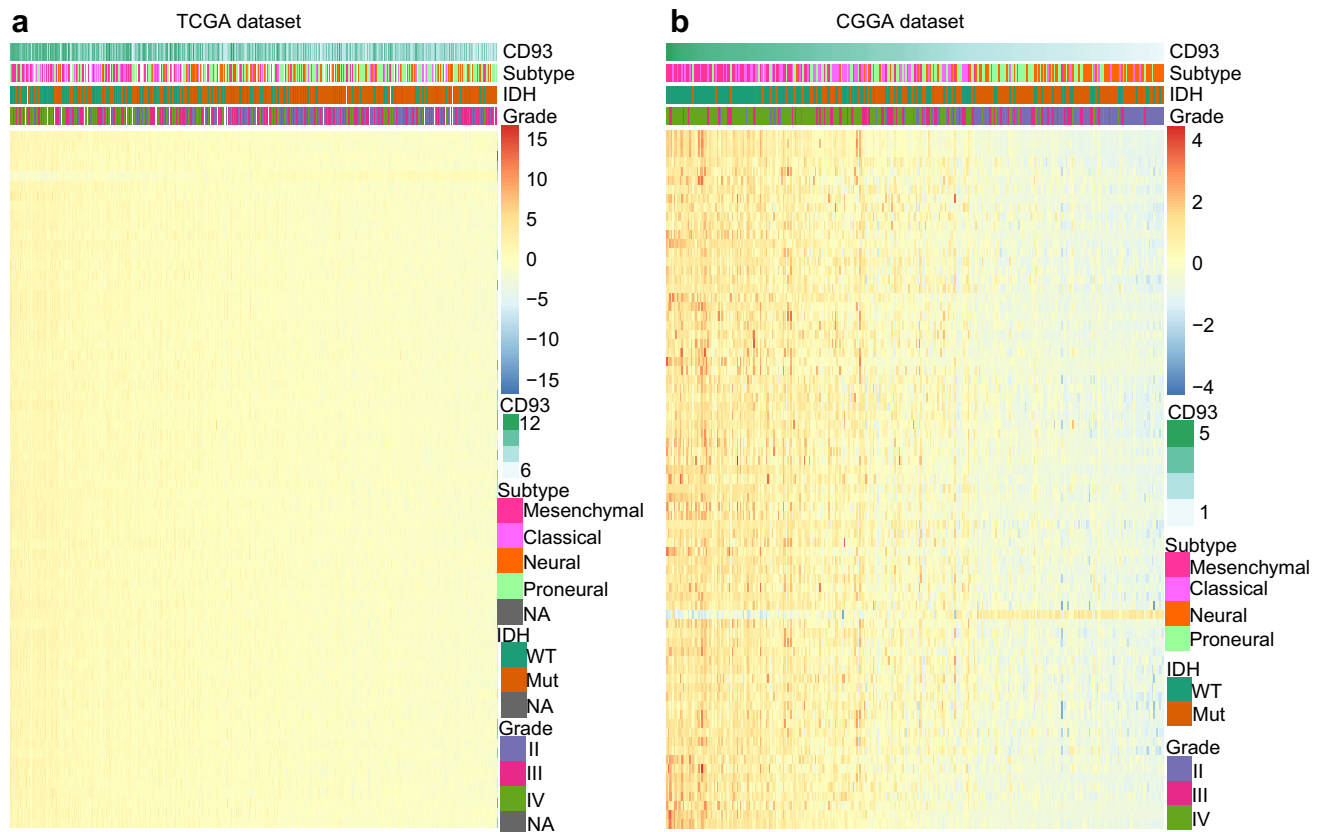 a
TCGA dataset
CD93
Subtype
IDH
Grade
15
10
5
0
−5
−10
−15
CD93
12
6
Subtype
Mesenchymal
Classical
Neural
Proneural
NA
IDH
WT
Mut
NA
Grade
II
III
IV
NA
b
CGGA dataset
CD93
Subtype
IDH
Grade
4
2
0
−2
−4
CD93
5
1
Subtype
Mesenchymal
Classical
Neural
Proneural
IDH
WT
Mut
Grade
II
III
IV